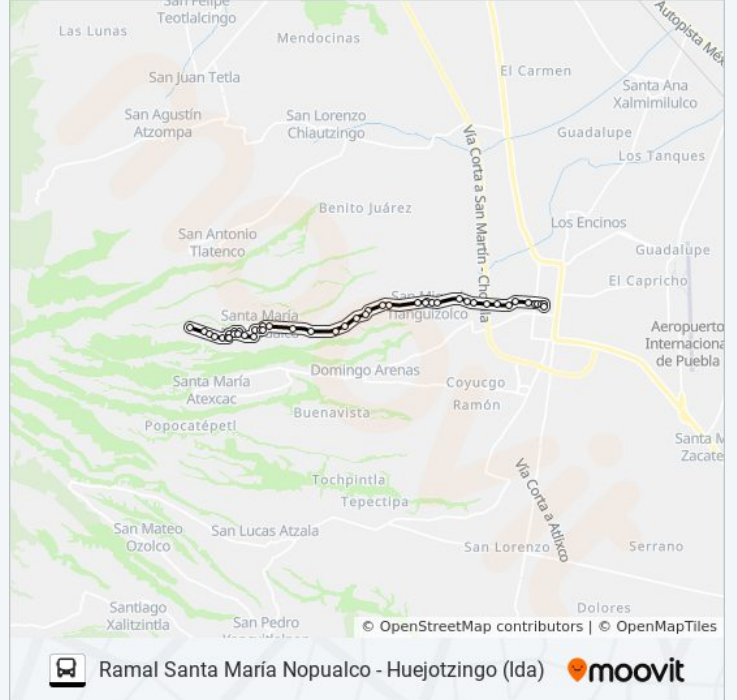 San Felipe
Teotlalcingo
Las Lunas
Mendocinas
Autopista Méx
San Juan Tetla
El Carmen
Santa Ana
Xalmimilulco
San Agustín
Atzompa
San Lorenzo
Chiautzingo
Guadalupe
Los Tanques
Vía Corta a San Martín - Cholula
Benito Juárez
San Antonio
Tlatenco
Los Encinos
Guadalupe
El Capricho
San Mi
Tianguizolco
Santa María
Aeropuerto
Internaciona
de Puebla
Domingo Arenas
Santa María
Atexcac
Coyucgo
Ramón
Buenavista
Popocatépetl
Santa M
Zacate
Tochpintla
Tepectipa
Vía Corta a Atlixco
San Mateo
Ozolco
San Lucas Atzala
San Lorenzo
Serrano
Santiago
Xalitzintla
San Pedro
Dolores
© OpenStreetMap contributors | © OpenMapTiles
Ramal Santa María Nopualco - Huejotzingo (Ida)
moovit